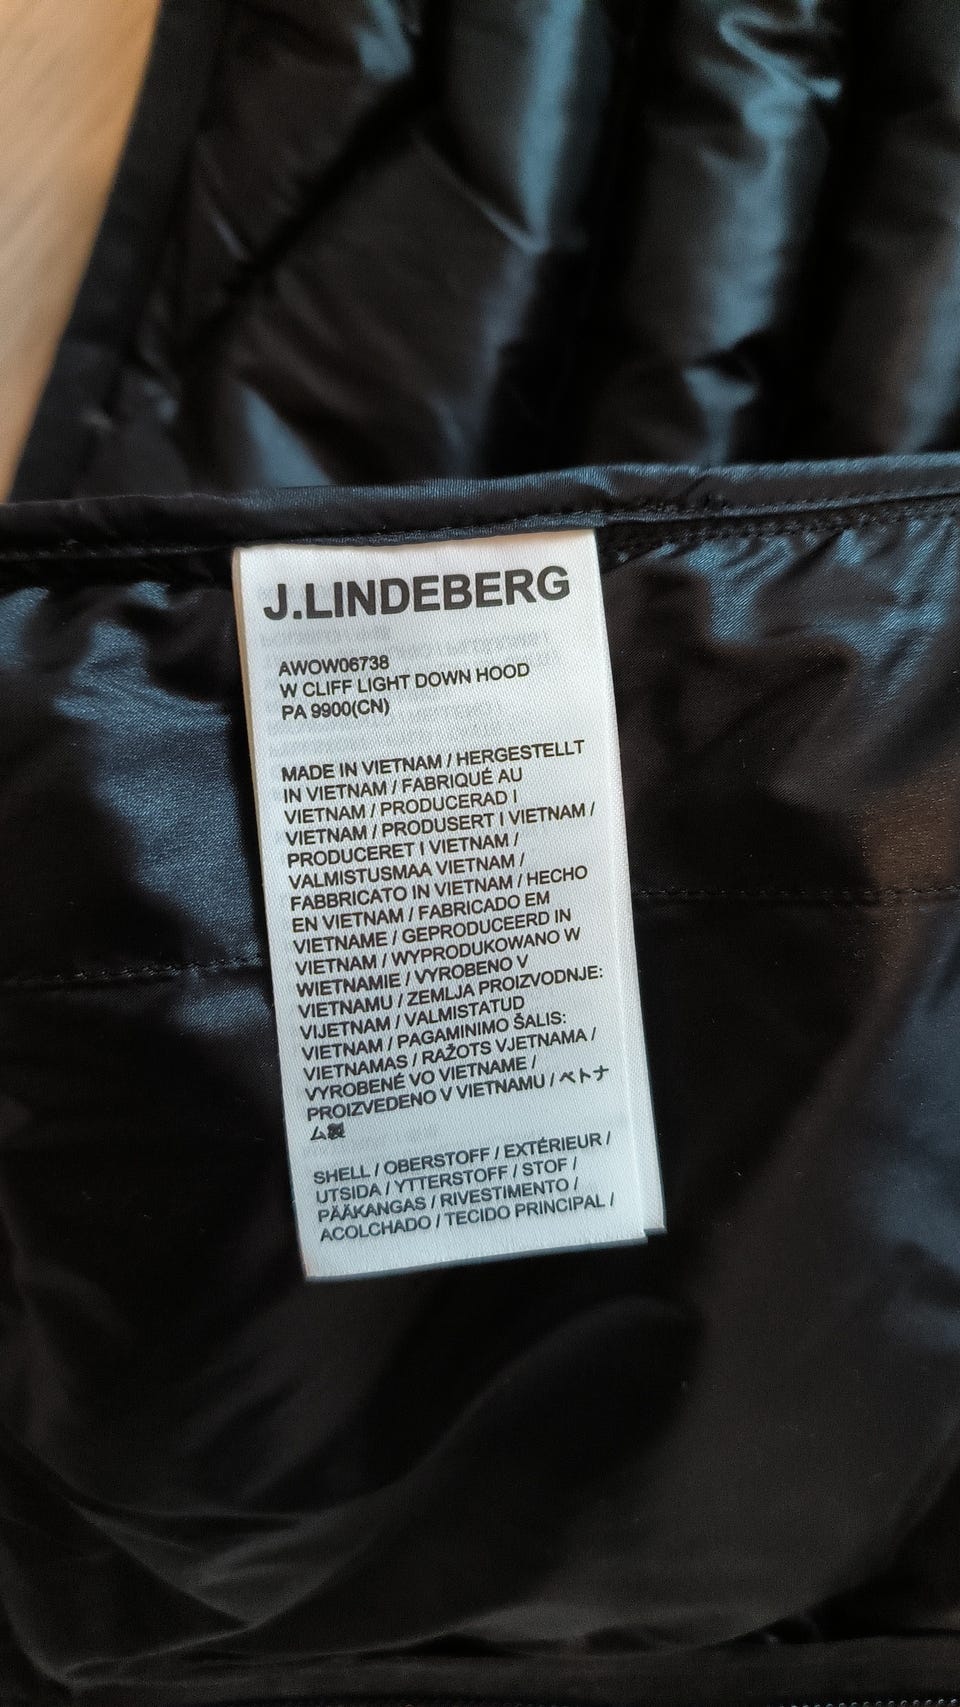 J.LINDEBERG
AWOW06738
W CLIFF LIGHT DOWN HOOD
PA 9900(CN)
MADE IN VIETNAM / HERGESTELLT
IN VIETNAM / FABRIQUÉ AU
VIETNAM / PRODUCERAD I
VIETNAM / PRODUSERT I VIETNAM /
PRODUCERET I VIETNAM /
VALMISTUSMAA VIETNAM /
FABBRICATO IN VIETNAM / HECHO
EN VIETNAM / FABRICADO EM
VIETNAME / GEPRODUCEERD IN
VIETNAM / WYPRODUKOWANO W
WIETNAMIE / VYROBENO V
VIETNAMU / ZEMLJA PROIZVODNJE:
VIJETNAM / VALMISTATUD
VIETNAM / PAGAMINIMO ŠALIS:
VIETNAMAS / RAŽOTS VJETNAMA /
VYROBENÉ VO VIETNAME /
PROIZVEDENO V VIETNAMU / ベトナ
ム製
SHELL / OBERSTOFF / EXTÉRIEUR /
UTSIDA / YTTERSTOFF / STOF /
PÄÄKANGAS / RIVESTIMENTO /
ACOLCHADO / TECIDO PRINCIPAL /